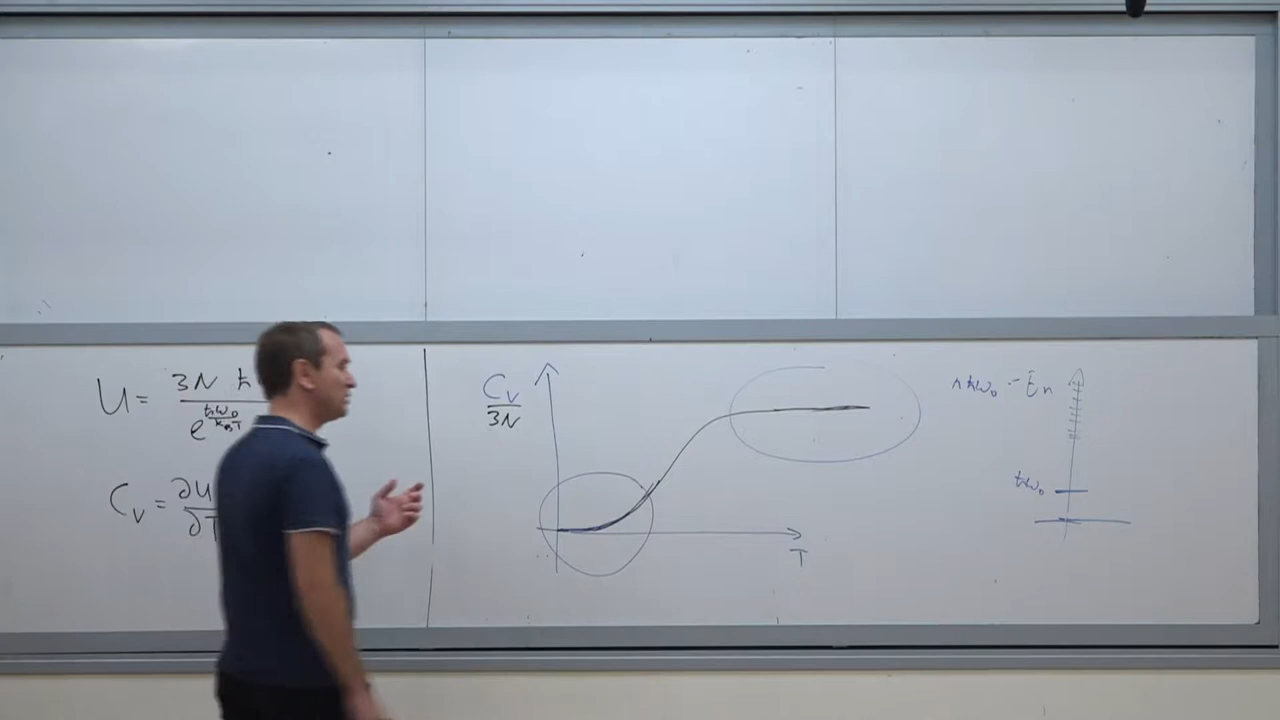 U = 3N ħ
e^{ħω₀/k_BT}
C_V = ∂U
∂T
C_V
3N
T
nħω₀ - E_n
ħω₀